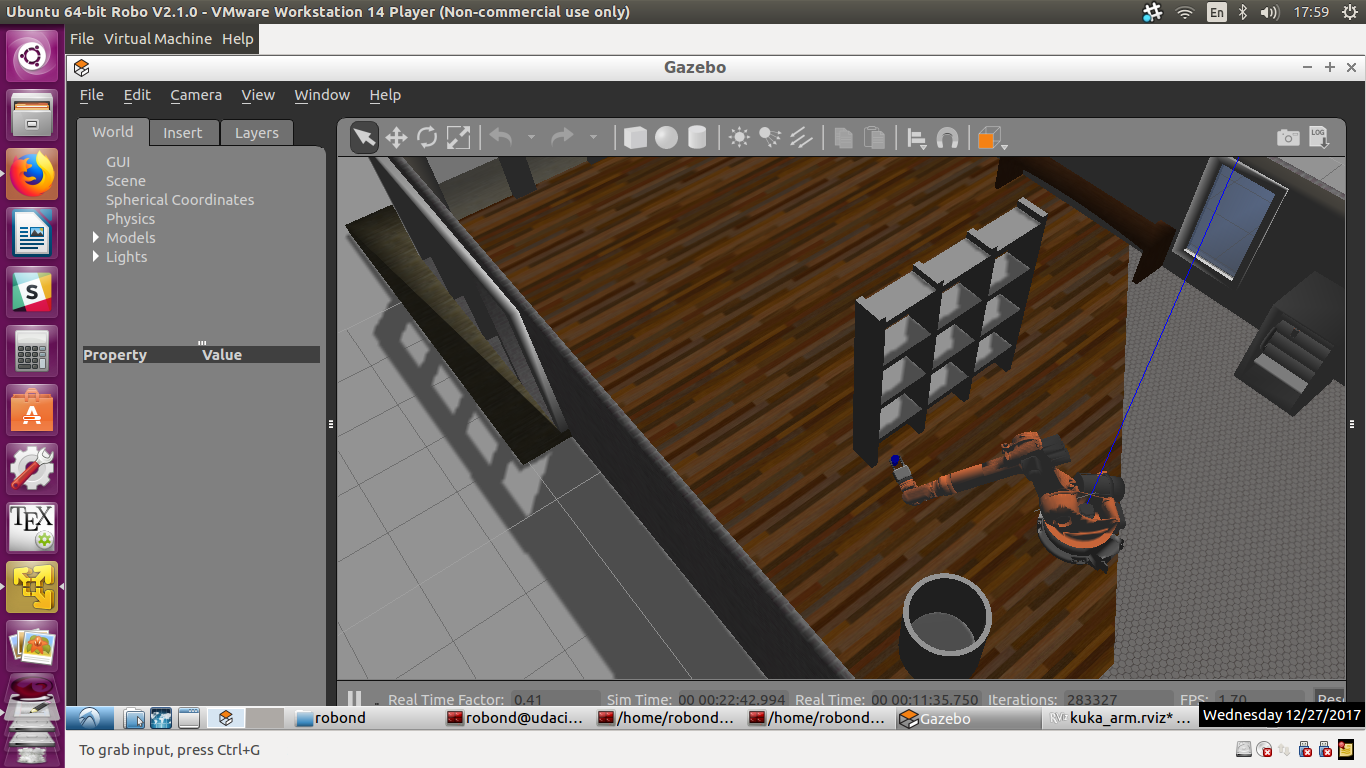 Ubuntu 64-bit Robo V2.1.0 - VMware Workstation 14 Player (Non-commercial use only) En 17:59
File Virtual Machine Help
Gazebo
File Edit Camera View Window Help
World Insert Layers
LOG
GUI
Scene
Spherical Coordinates
Physics
Models
Lights
Property Value
S
A
TEX
Real Time Factor: 0.41 Sim Time: 00 00:22:42.994 Real Time: 00 00:11:35.750 Iterations: 283327 FPS: 1.70 Rese
robond robond@udaci... /home/robond... /home/robond... Gazebo kuka_arm.rviz* ...
Wednesday 12/27/2017
To grab input, press Ctrl+G